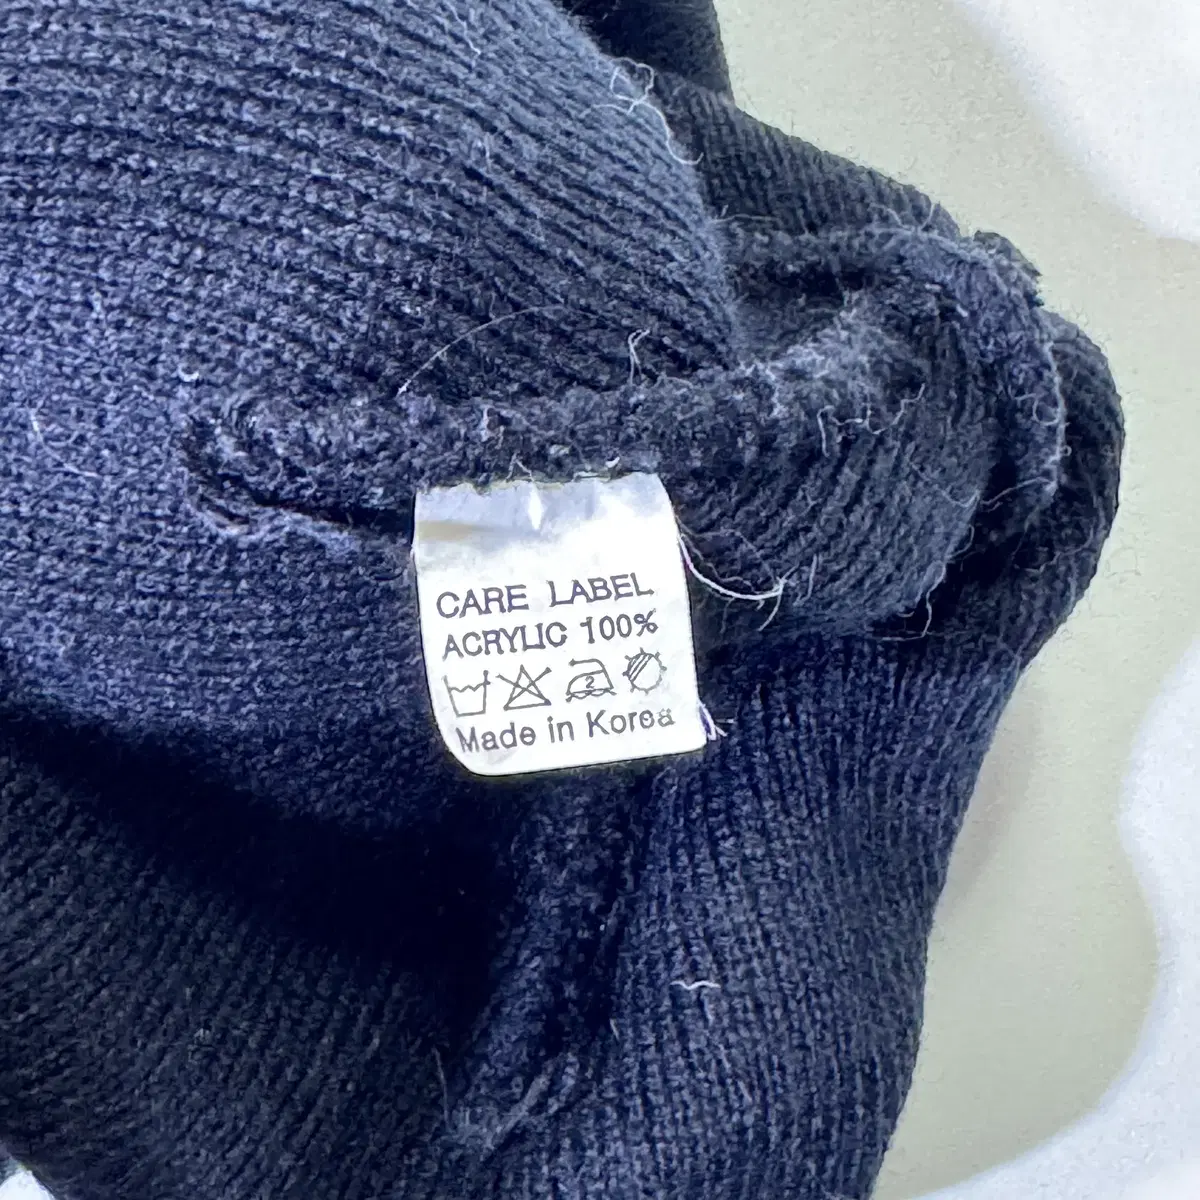 CARE LABEL
ACRYLIC 100%
2
Made in Korea